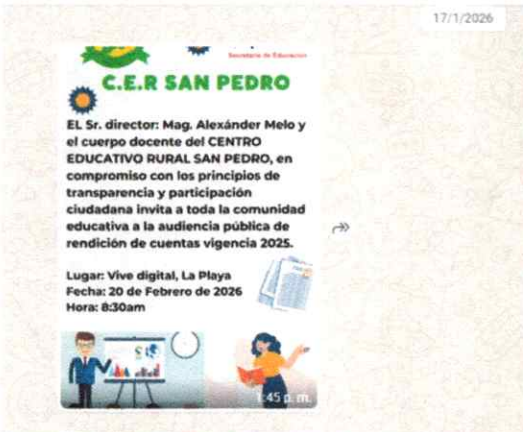 17/1/2026
Secretaría de Educación
C.E.R SAN PEDRO
EL Sr. director: Mag. Alexánder Melo y
el cuerpo docente del CENTRO
EDUCATIVO RURAL SAN PEDRO, en
compromiso con los principios de
transparencia y participación
ciudadana invita a toda la comunidad
educativa a la audiencia pública de
rendición de cuentas vigencia 2025.
Lugar: Vive digital, La Playa
Fecha: 20 de Febrero de 2026
Hora: 8:30am
1:45 p. m.